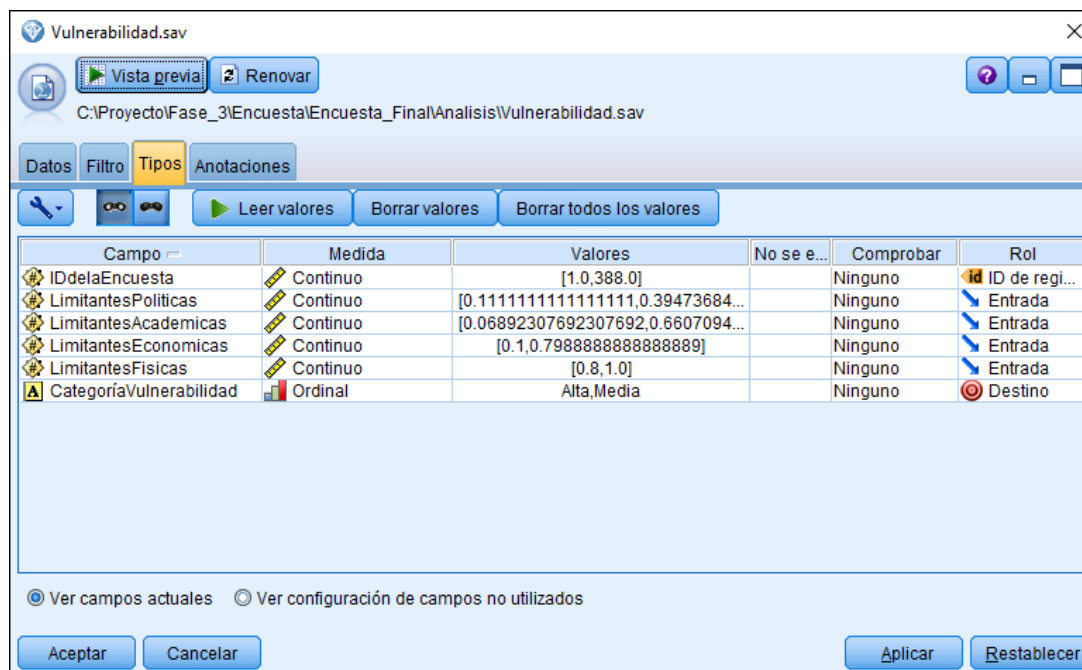 Vulnerabilidad.sav
Vista previa Renovar
C:\Proyecto\Fase_3\Encuesta\Encuesta_Final\Analisis\Vulnerabilidad.sav
Datos Filtro Tipos Anotaciones
Leer valores Borrar valores Borrar todos los valores
Campo Medida Valores No se e... Comprobar Rol
IDdelaEncuesta Continuo [1.0,388.0] Ninguno id ID de regi...
LimitantesPoliticas Continuo [0.1111111111111111,0.39473684... Ninguno Entrada
LimitantesAcademicas Continuo [0.06892307692307692,0.6607094... Ninguno Entrada
LimitantesEconomicas Continuo [0.1,0.7988888888888889] Ninguno Entrada
LimitantesFisicas Continuo [0.8,1.0] Ninguno Entrada
A CategoríaVulnerabilidad Ordinal Alta,Media Ninguno Destino
Ver campos actuales Ver configuración de campos no utilizados
Aceptar Cancelar Aplicar Restablecer